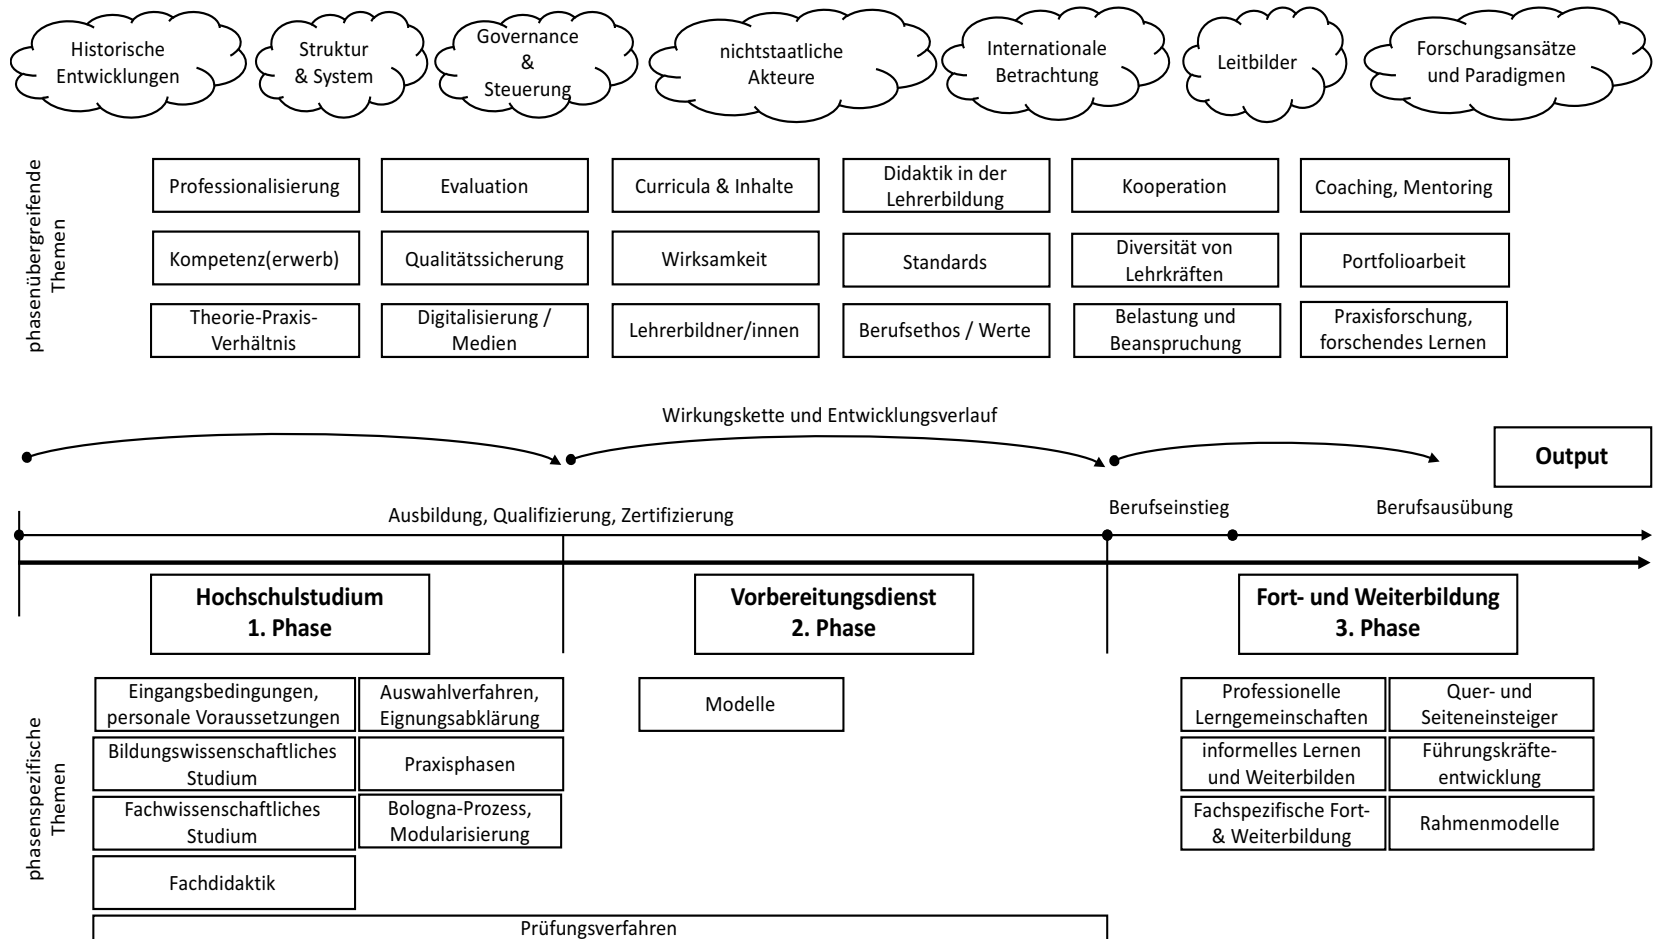 Historische
Entwicklungen
Struktur
& System
Governance
&
Steuerung
nichtstaatliche
Akteure
Internationale
Betrachtung
Leitbilder
Forschungsansätze
und Paradigmen
phasenübergreifende
Themen
Professionalisierung
Evaluation
Curricula & Inhalte
Didaktik in der
Lehrerbildung
Kooperation
Coaching, Mentoring
Kompetenz(erwerb)
Qualitätssicherung
Wirksamkeit
Standards
Diversität von
Lehrkräften
Portfolioarbeit
Theorie-Praxis-
Verhältnis
Digitalisierung /
Medien
Lehrerbildner/innen
Berufsethos / Werte
Belastung und
Beanspruchung
Praxisforschung,
forschendes Lernen
Wirkungskette und Entwicklungsverlauf
Output
Ausbildung, Qualifizierung, Zertifizierung
Berufseinstieg
Berufsausübung
Hochschulstudium
1. Phase
Vorbereitungsdienst
2. Phase
Fort- und Weiterbildung
3. Phase
phasenspezifische
Themen
Eingangsbedingungen,
personale Voraussetzungen
Auswahlverfahren,
Eignungsabklärung
Bildungswissenschaftliches
Studium
Praxisphasen
Fachwissenschaftliches
Studium
Bologna-Prozess,
Modularisierung
Fachdidaktik
Modelle
Professionelle
Lerngemeinschaften
Quer- und
Seiteneinsteiger
informelles Lernen
und Weiterbilden
Führungskräfte-
entwicklung
Fachspezifische Fort-
& Weiterbildung
Rahmenmodelle
Prüfungsverfahren